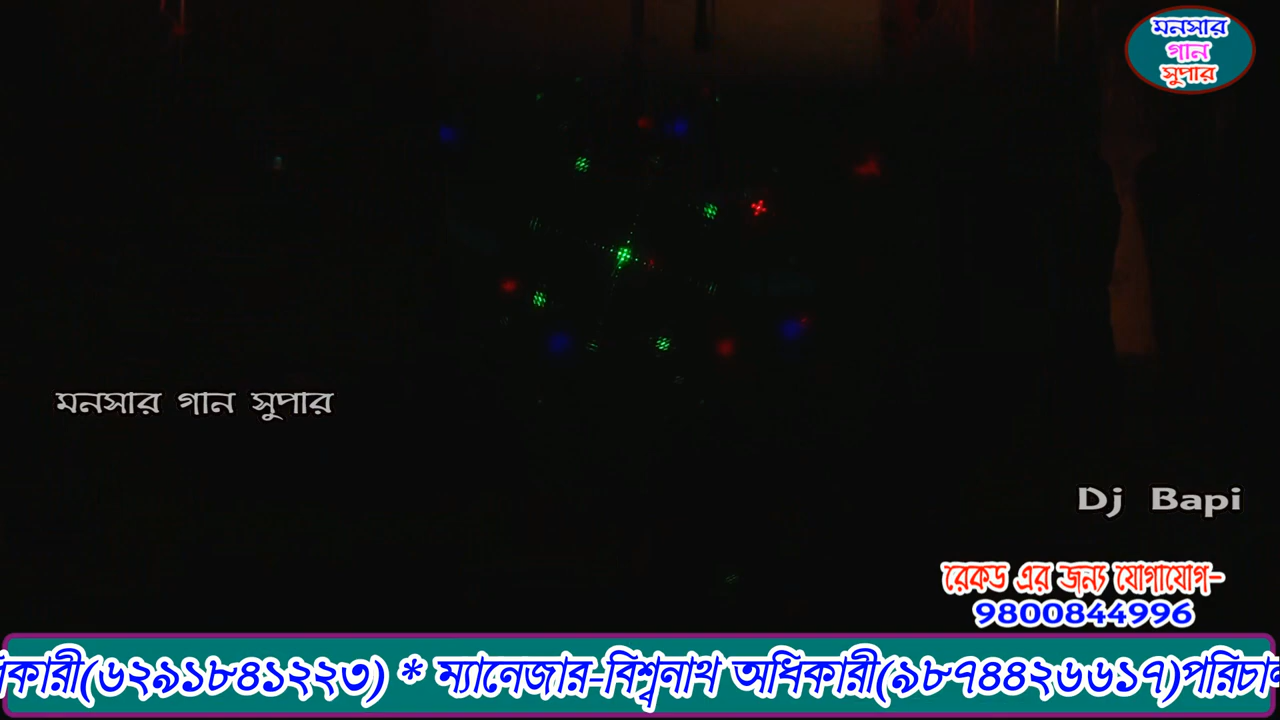 মনসার
গান
সুপার
মনসার গান সুপার
Dj Bapi
রেকড এর জন্য যোগাযোগ-
9800844996
ধিকারী(৬২৯১৮৪১২২৩) * ম্যানেজার-বিশ্বনাথ অধিকারী(৯৮৭৪৪২৬৬১৭)পরিচাল